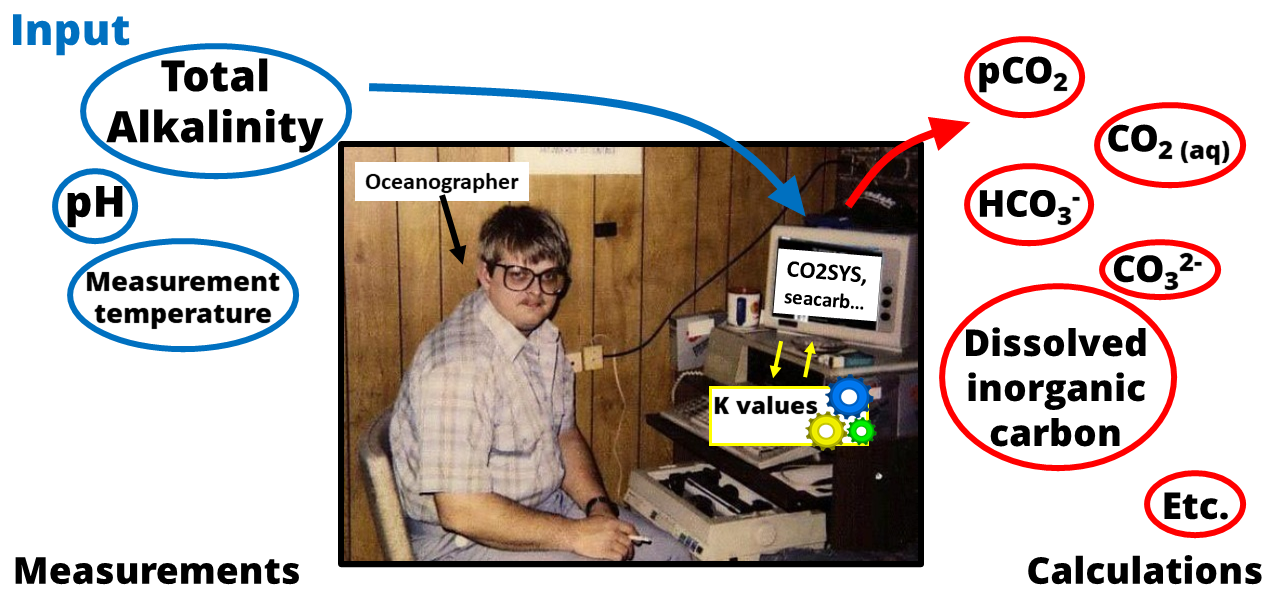 Input
Total
Alkalinity
pH
Measurement
temperature
Measurements
Oceanographer
CO2SYS,
seacarb...
K values
pCO₂
CO₂ (aq)
HCO₃⁻
CO₃²⁻
Dissolved
inorganic
carbon
Etc.
Calculations